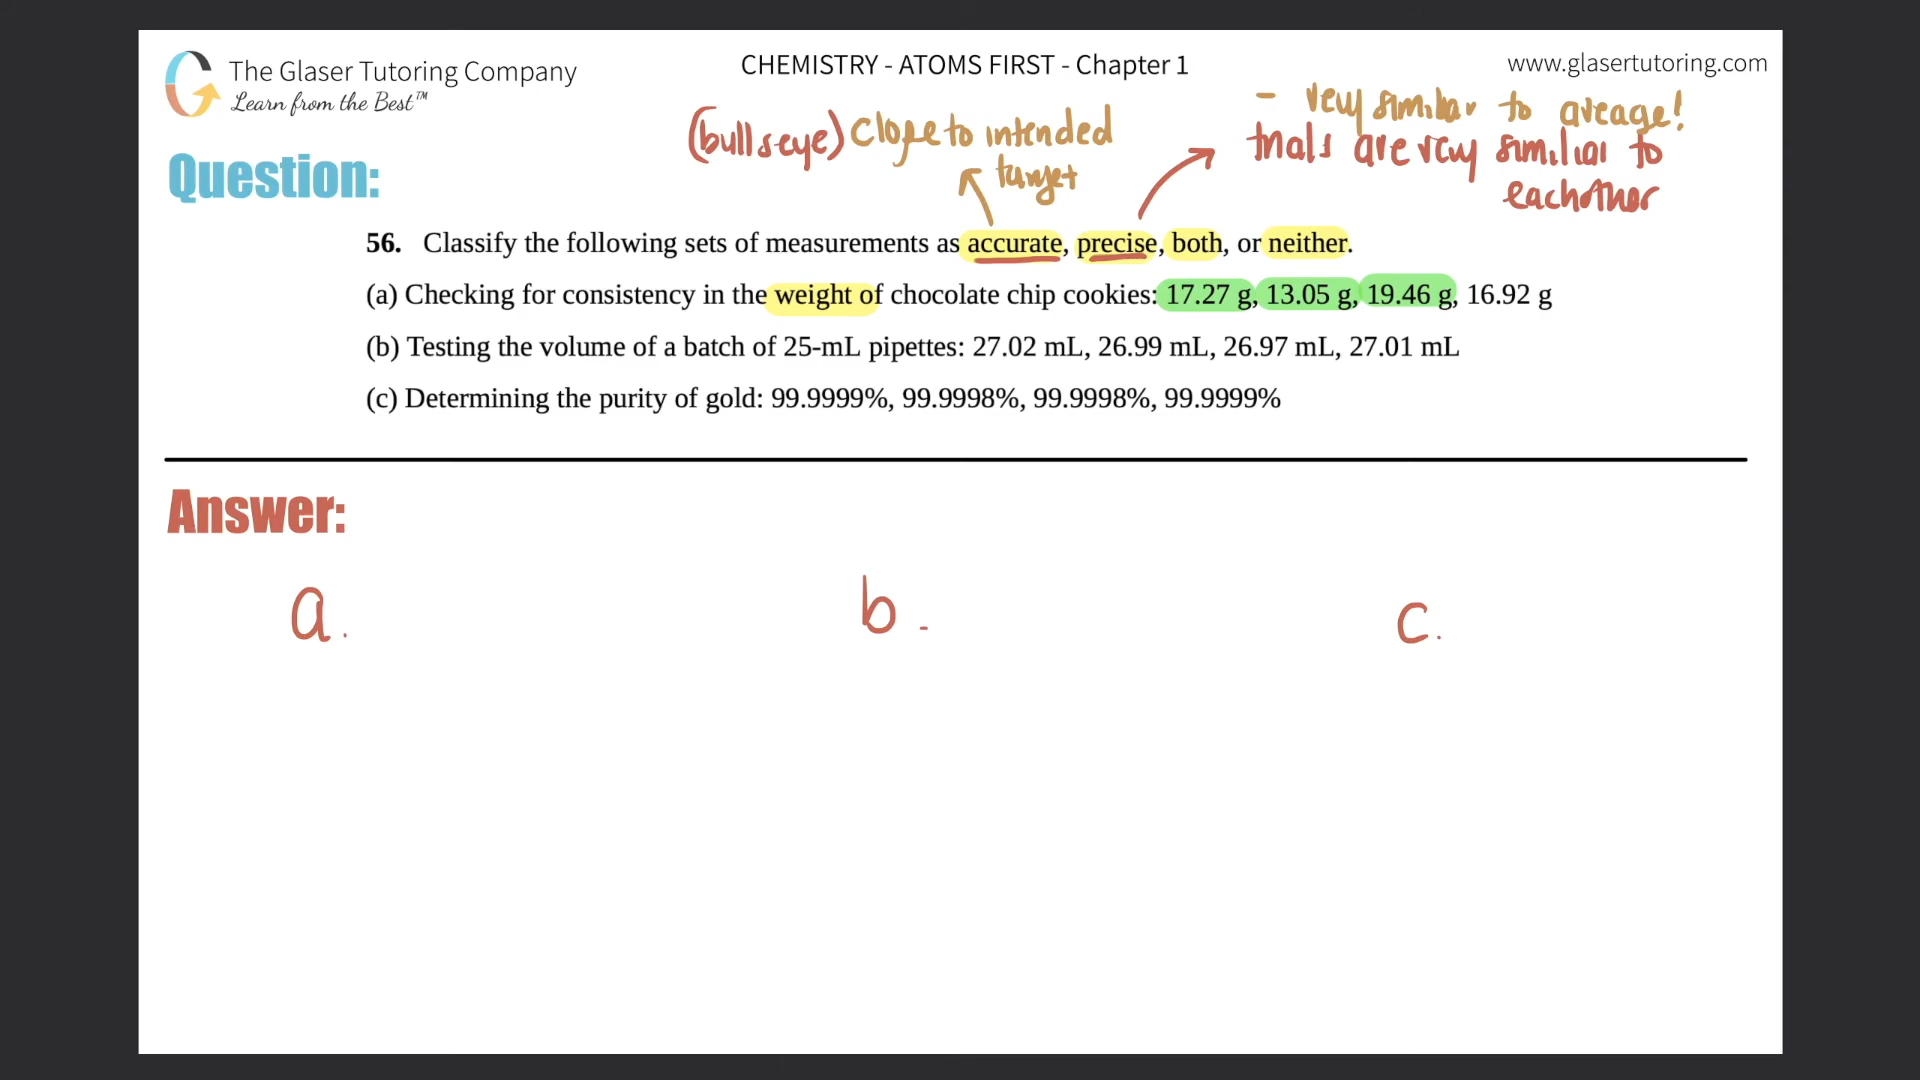 The Glaser Tutoring Company
Learn from the Best™
CHEMISTRY - ATOMS FIRST - Chapter 1
www.glasertutoring.com
- very similar to aveage!
(bullseye) Close to intended target
trials are very similiar to eachother
Question:
56. Classify the following sets of measurements as accurate, precise, both, or neither.
(a) Checking for consistency in the weight of chocolate chip cookies: 17.27 g, 13.05 g, 19.46 g, 16.92 g
(b) Testing the volume of a batch of 25-mL pipettes: 27.02 mL, 26.99 mL, 26.97 mL, 27.01 mL
(c) Determining the purity of gold: 99.9999%, 99.9998%, 99.9998%, 99.9999%
Answer:
a. b. c.